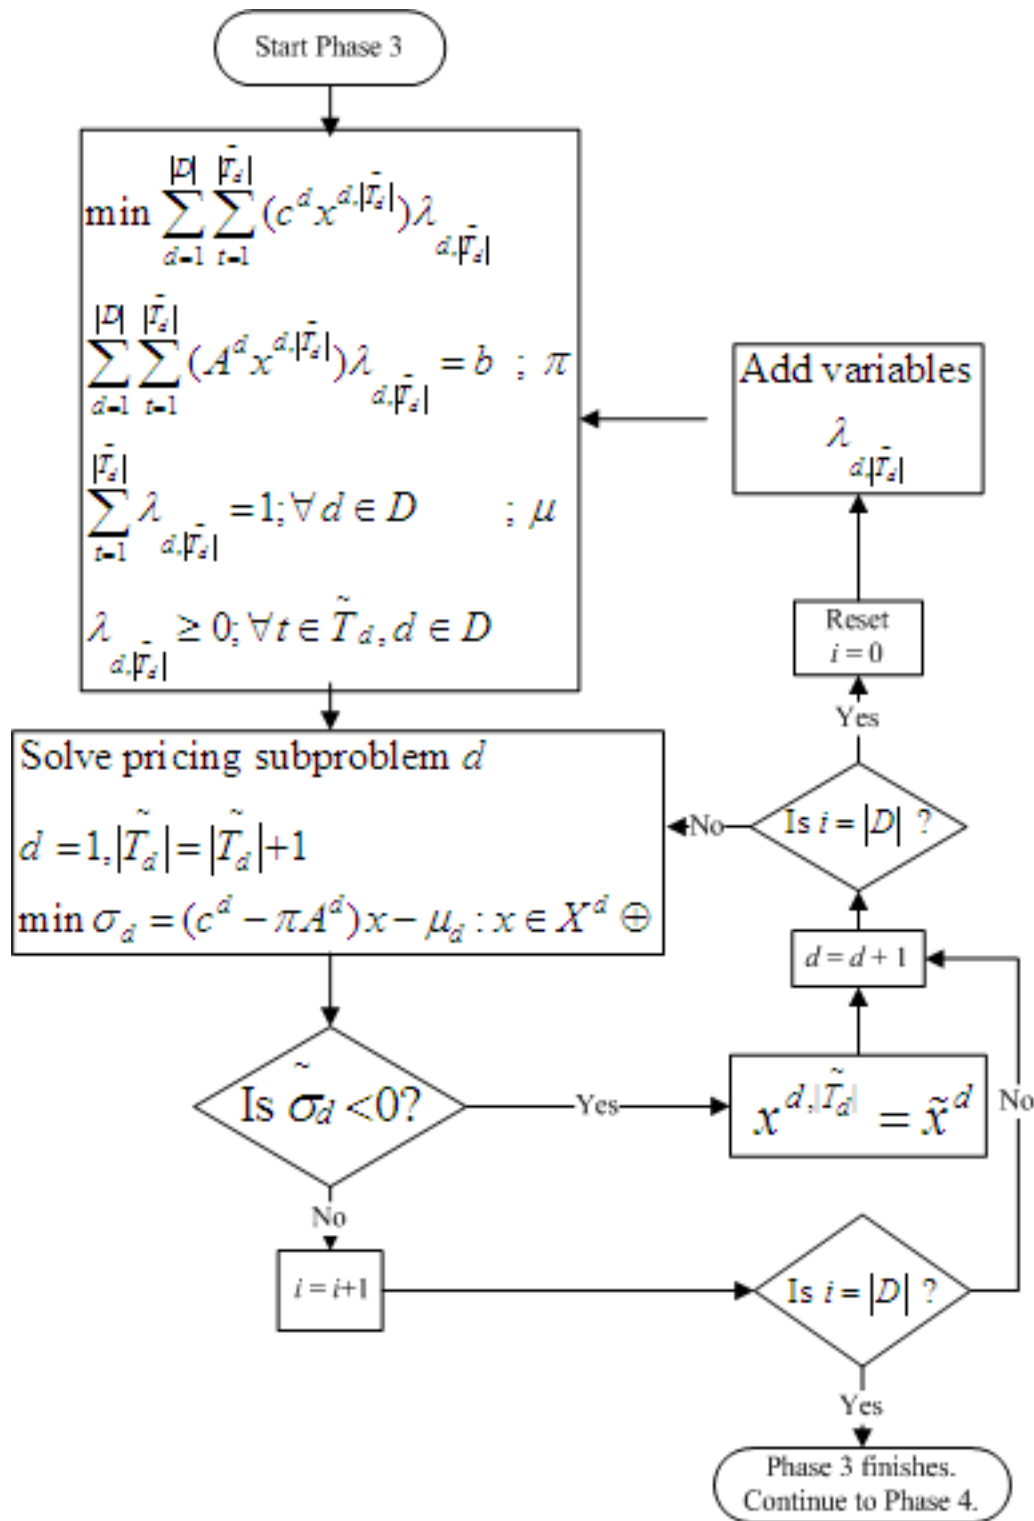 Start Phase 3
min ∑_{d=1}^{|D|} ∑_{t=1}^{|T̃_d|} (c^d x^{d,|T̃_d|}) λ_{d,|T̃_d|}
∑_{d=1}^{|D|} ∑_{t=1}^{|T̃_d|} (A^d x^{d,|T̃_d|}) λ_{d,|T̃_d|} = b ; π
∑_{t=1}^{|T̃_d|} λ_{d,|T̃_d|} = 1; ∀ d ∈ D ; μ
λ_{d,|T̃_d|} ≥ 0; ∀ t ∈ T̃_d, d ∈ D
Solve pricing subproblem d
d = 1, |T̃_d| = |T̃_d| + 1
min σ_d = (c^d − πA^d) x − μ_d : x ∈ X^d ⊕
Is σ̃_d <0?
Yes
No
i = i+1
x^{d,|T̃_d|} = x̃^d
d = d + 1
Is i = |D| ?
No
Yes
Reset
i = 0
Add variables
λ_{d,|T̃_d|}
Is i = |D| ?
No
Yes
Phase 3 finishes.
Continue to Phase 4.